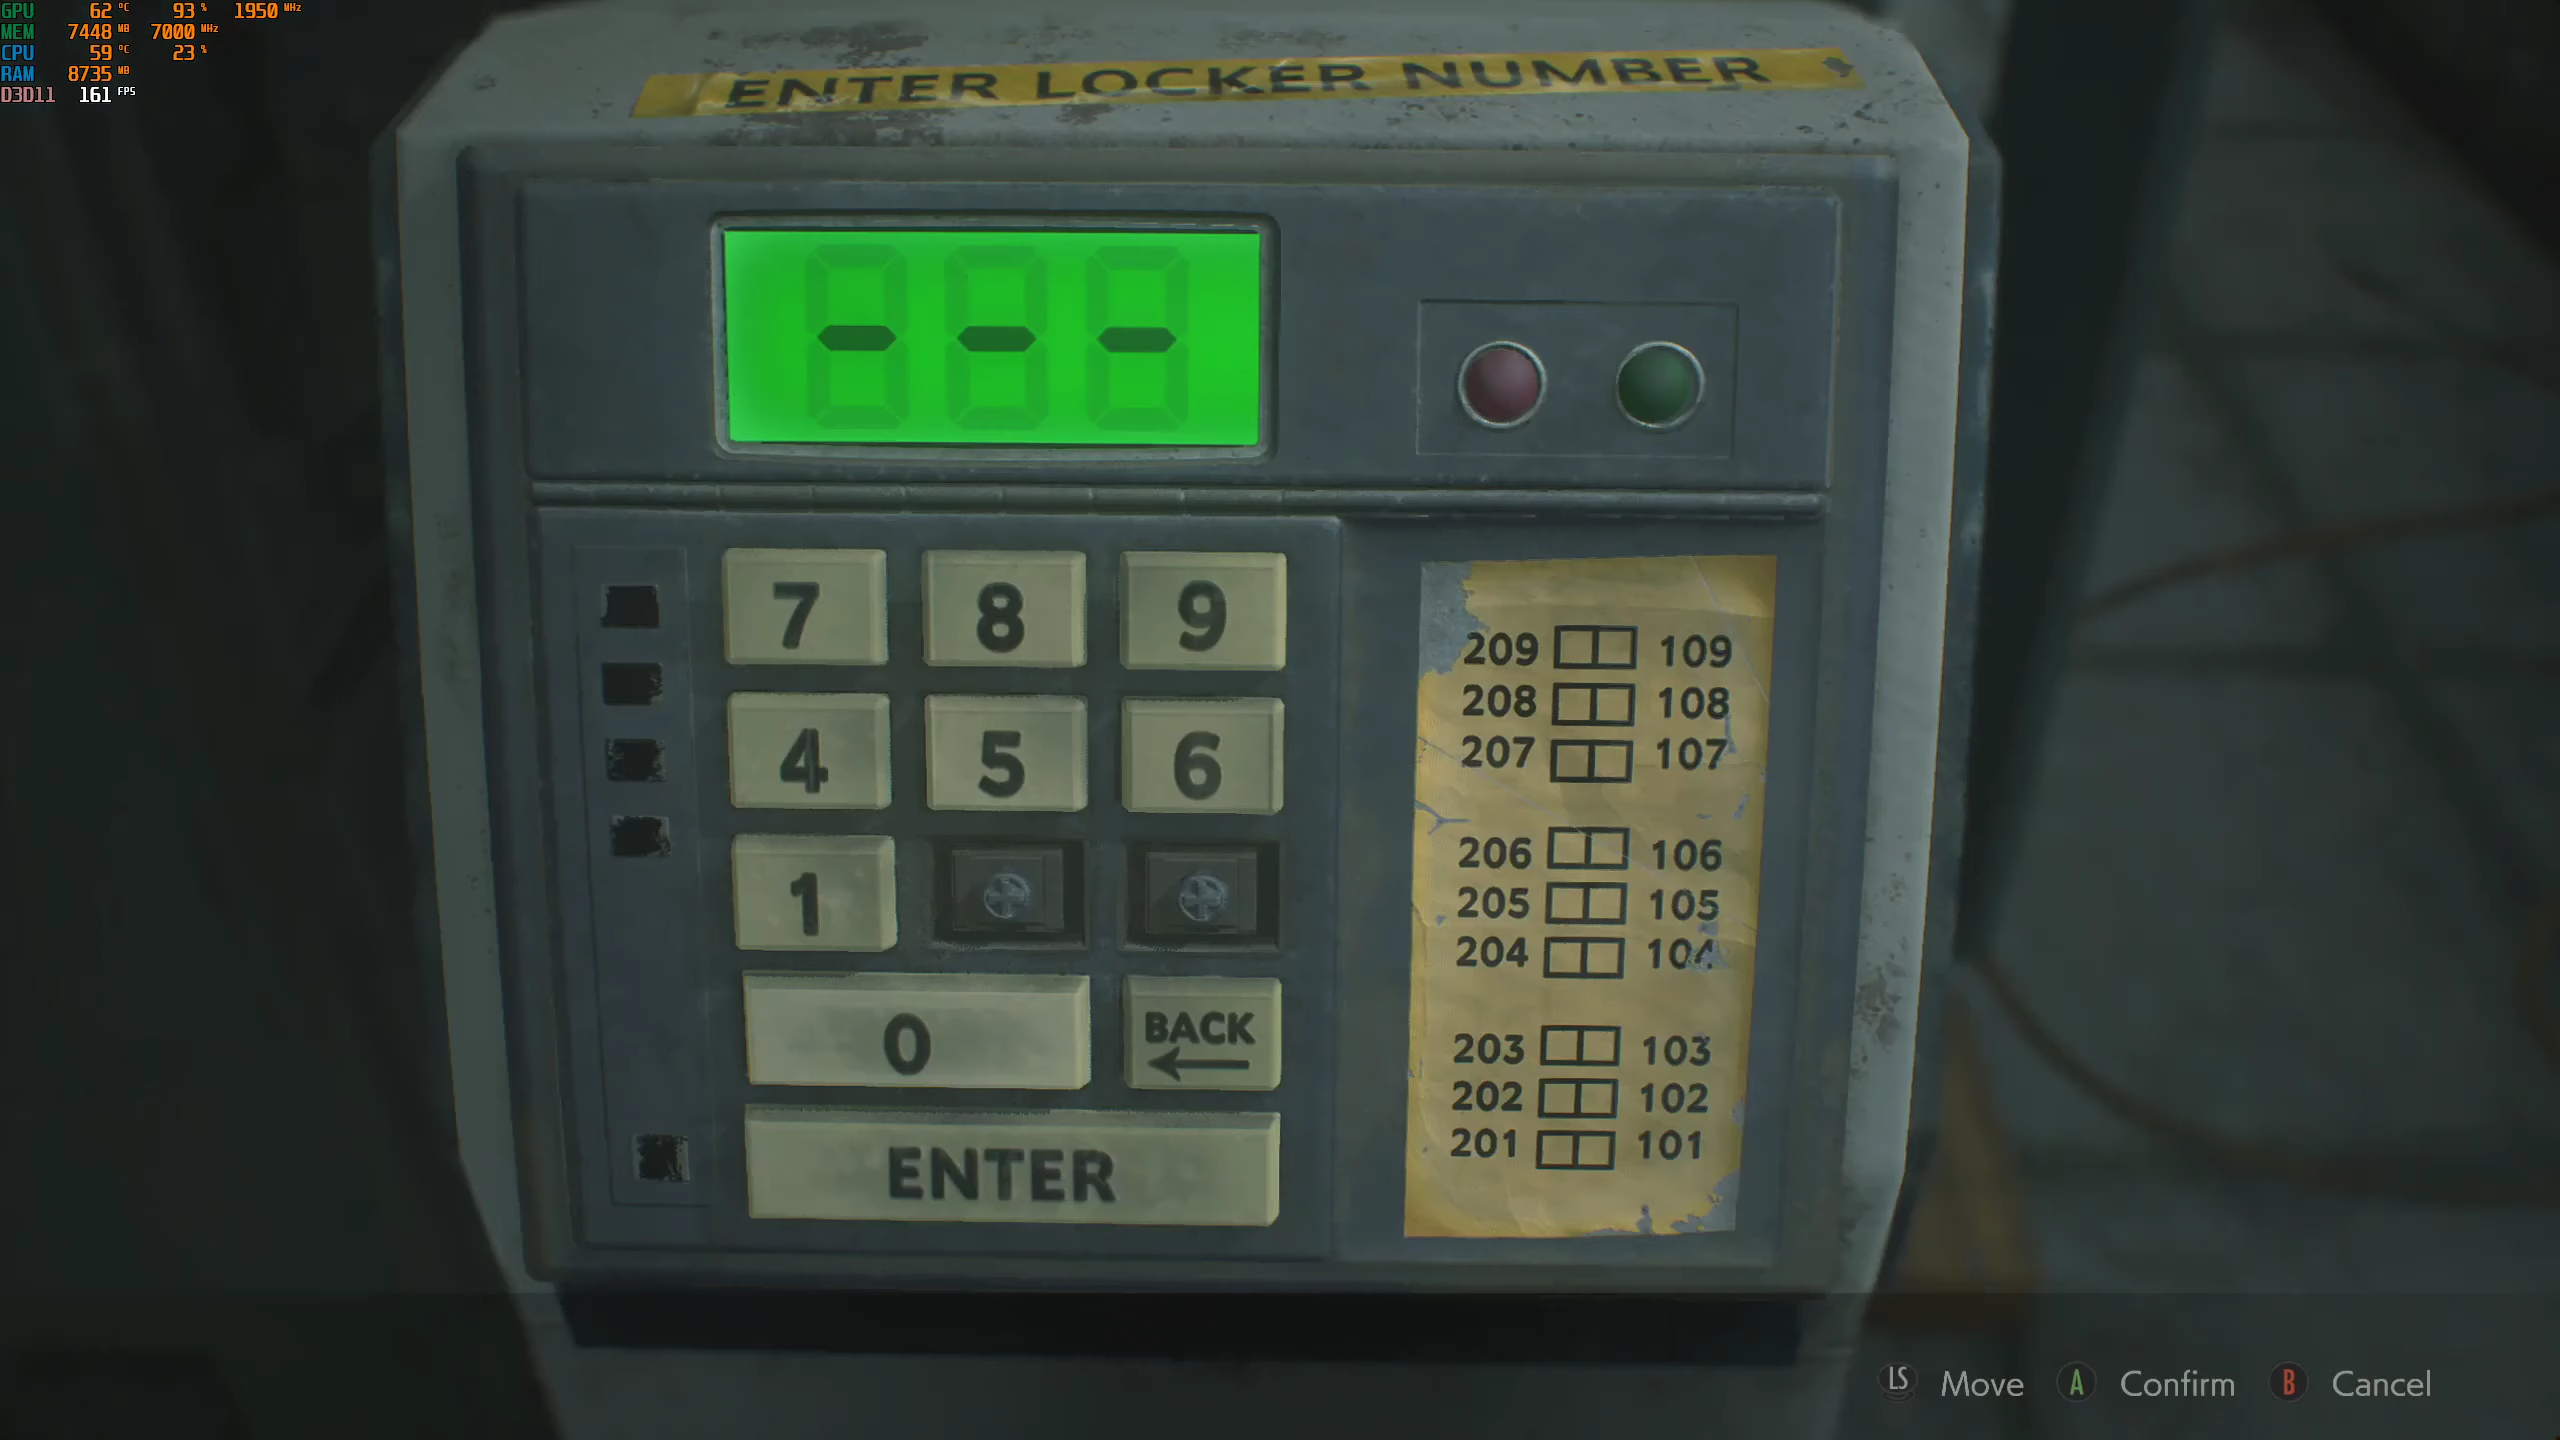 GPU 62 °C 93 % 1950 MHz
MEM 7448 MB 7000 MHz
CPU 59 °C 23 %
RAM 8735 MB
D3D11 161 FPS
ENTER LOCKER NUMBER
---
7 8 9
4 5 6
1
0 BACK
ENTER
209 109
208 108
207 107
206 106
205 105
204 104
203 103
202 102
201 101
LS Move A Confirm B Cancel